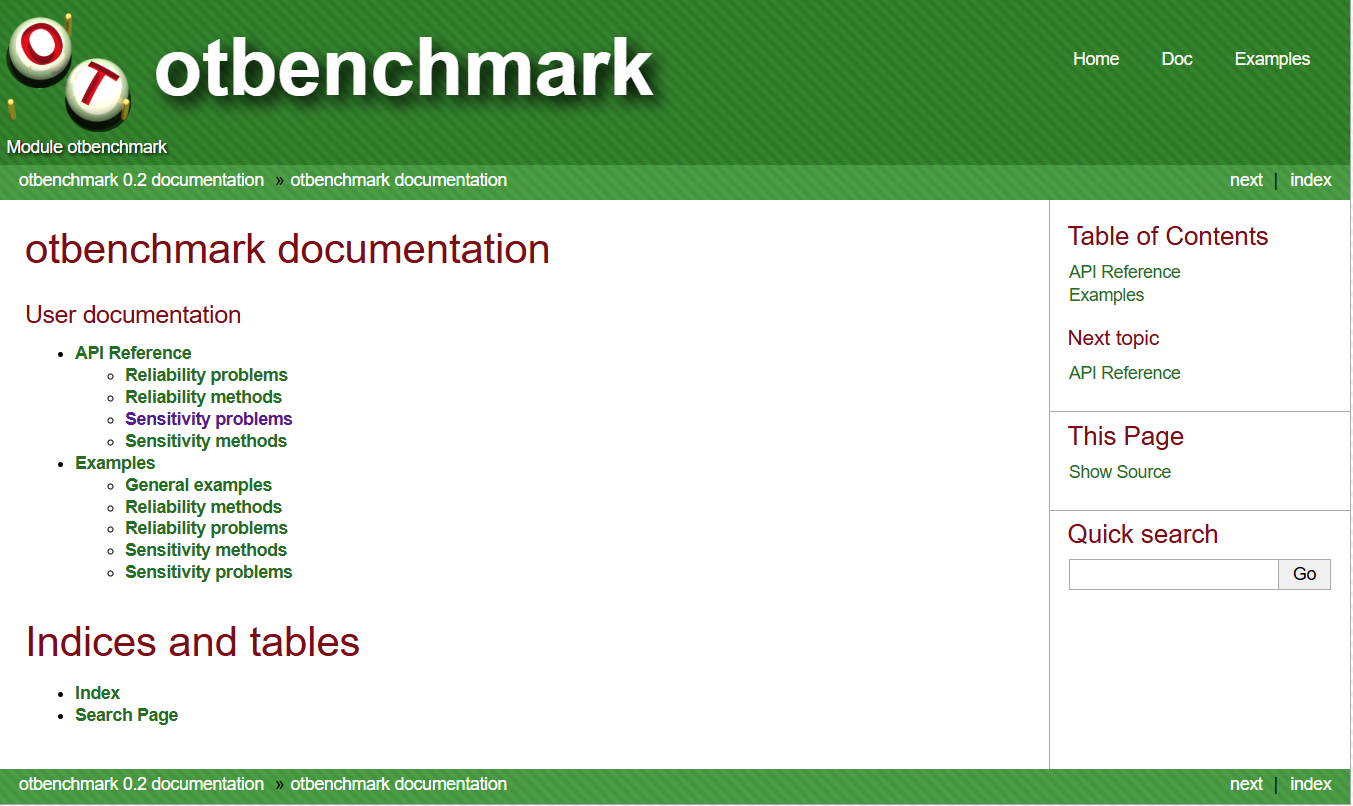 O
T
otbenchmark
Home Doc Examples
Module otbenchmark
otbenchmark 0.2 documentation » otbenchmark documentation next | index
otbenchmark documentation
User documentation
API Reference
Reliability problems
Reliability methods
Sensitivity problems
Sensitivity methods
Examples
General examples
Reliability methods
Reliability problems
Sensitivity methods
Sensitivity problems
Indices and tables
Index
Search Page
Table of Contents
API Reference
Examples
Next topic
API Reference
This Page
Show Source
Quick search
Go
otbenchmark 0.2 documentation » otbenchmark documentation next | index